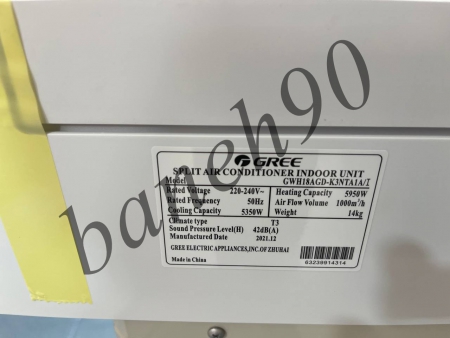 GREE
SPLIT AIR CONDITIONER INDOOR UNIT
Model GWH18AGD-K3NTA1A/I
Rated Voltage 220-240V~ Heating Capacity 5950W
Rated Frequency 50Hz Air Flow Volume 1000m³/h
Cooling Capacity 5350W Weight 14kg
Climate type T3
Sound Pressure Level(H) 42dB(A)
Manufactured Date 2021.12
GREE ELECTRIC APPLIANCES,INC.OF ZHUHAI
Made in China
63239814314
baneh90